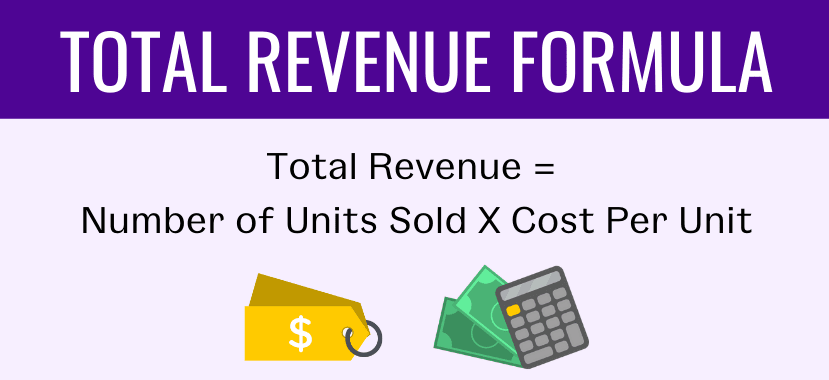 TOTAL REVENUE FORMULA
Total Revenue =
Number of Units Sold X Cost Per Unit
$